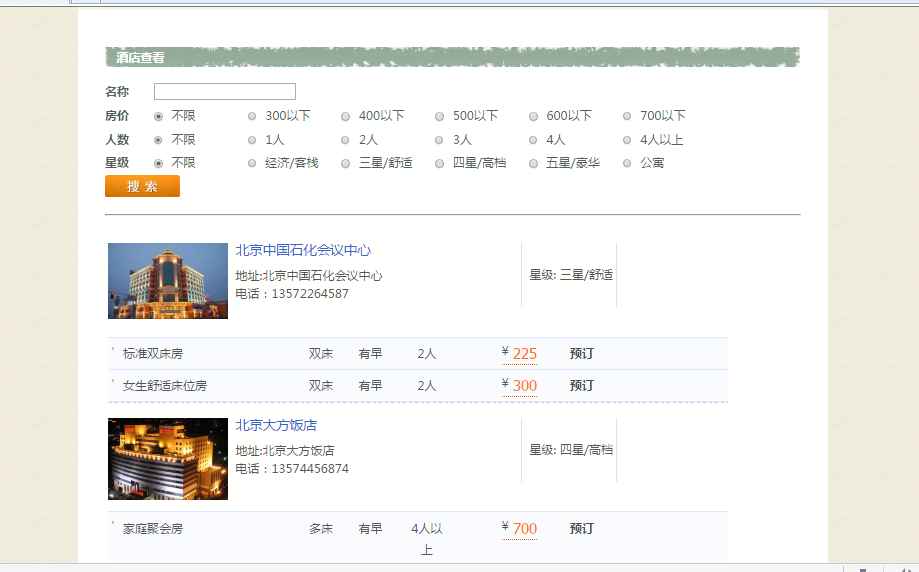 酒店查看
名称
房价 不限 300以下 400以下 500以下 600以下 700以下
人数 不限 1人 2人 3人 4人 4人以上
星级 不限 经济/客栈 三星/舒适 四星/高档 五星/豪华 公寓
搜 索
北京中国石化会议中心
地址:北京中国石化会议中心
电话：13572264587
星级: 三星/舒适
标准双床房 双床 有早 2人 ¥ 225 预订
女生舒适床位房 双床 有早 2人 ¥ 300 预订
北京大方饭店
地址:北京大方饭店
电话：13574456874
星级: 四星/高档
家庭聚会房 多床 有早 4人以 ¥ 700 预订
上